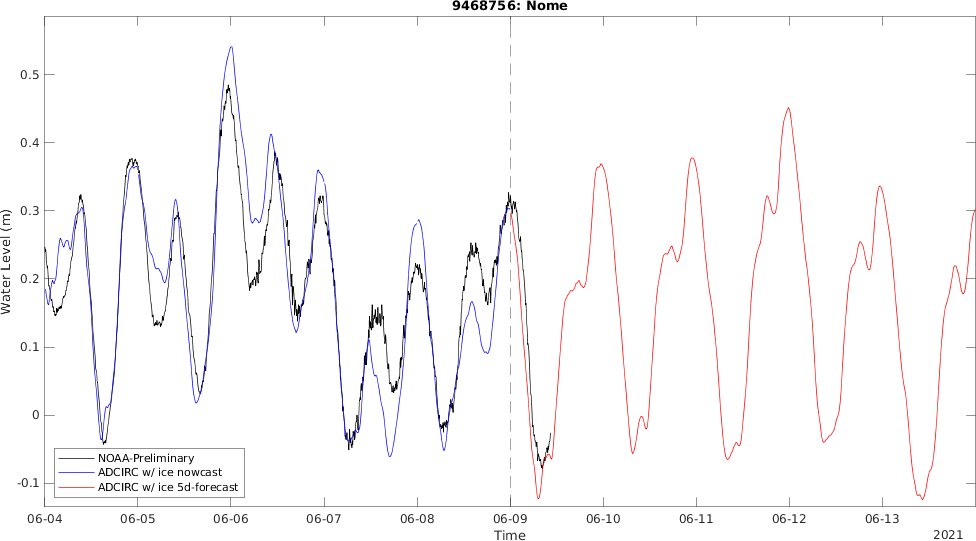 9468756: Nome
0.5
0.4
0.3
0.2
0.1
0
-0.1
Water Level (m)
NOAA-Preliminary
ADCIRC w/ ice nowcast
ADCIRC w/ ice 5d-forecast
06-04 06-05 06-06 06-07 06-08 06-09 06-10 06-11 06-12 06-13
Time
2021